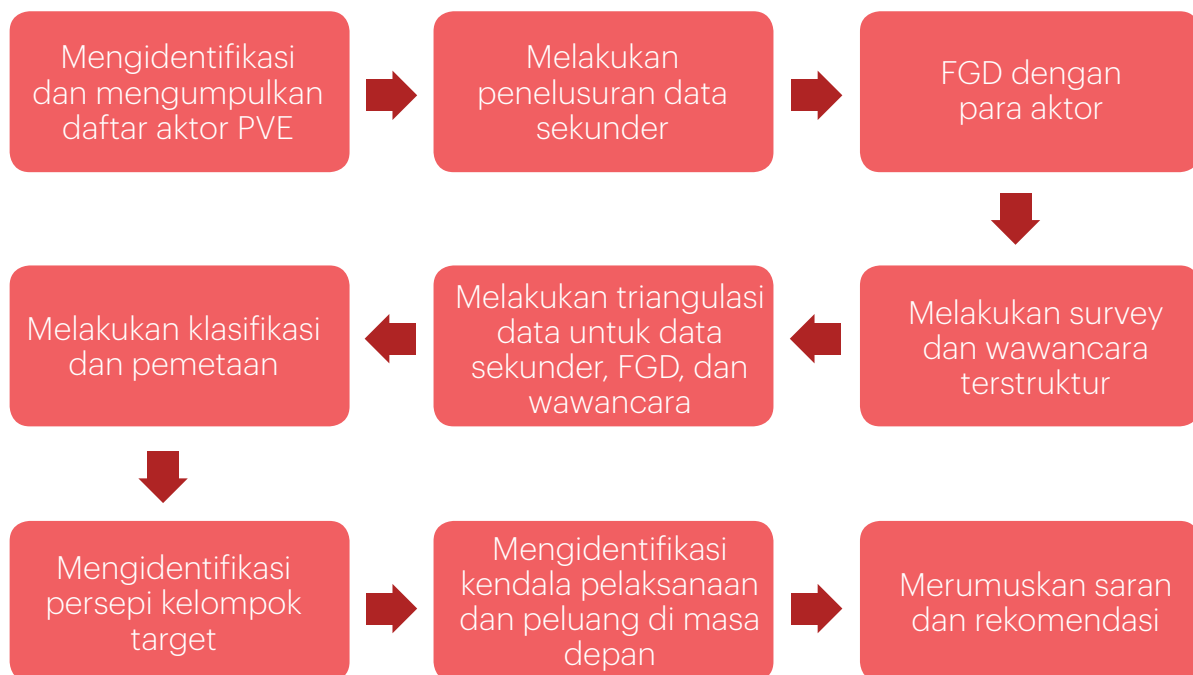 Mengidentifikasi
dan mengumpulkan
daftar aktor PVE
Melakukan
penelusuran data
sekunder
FGD dengan
para aktor
Melakukan survey
dan wawancara
terstruktur
Melakukan triangulasi
data untuk data
sekunder, FGD, dan
wawancara
Melakukan klasifikasi
dan pemetaan
Mengidentifikasi
persepi kelompok
target
Mengidentifikasi
kendala pelaksanaan
dan peluang di masa
depan
Merumuskan saran
dan rekomendasi